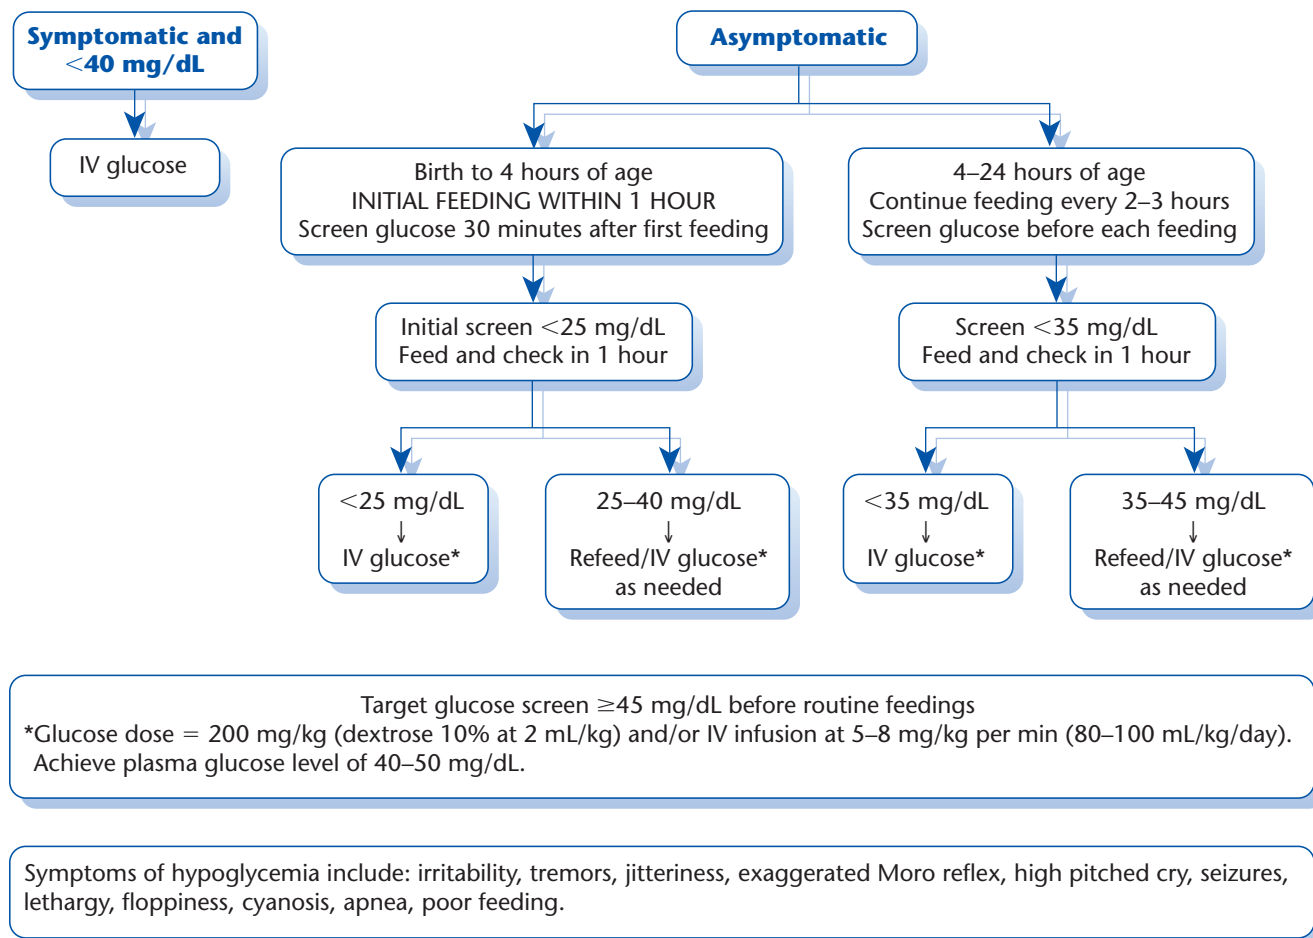 Symptomatic and
<40 mg/dL
IV glucose
Asymptomatic
Birth to 4 hours of age
INITIAL FEEDING WITHIN 1 HOUR
Screen glucose 30 minutes after first feeding
Initial screen <25 mg/dL
Feed and check in 1 hour
<25 mg/dL
↓
IV glucose*
25–40 mg/dL
↓
Refeed/IV glucose*
as needed
4–24 hours of age
Continue feeding every 2–3 hours
Screen glucose before each feeding
Screen <35 mg/dL
Feed and check in 1 hour
<35 mg/dL
↓
IV glucose*
35–45 mg/dL
↓
Refeed/IV glucose*
as needed
Target glucose screen ≥45 mg/dL before routine feedings
*Glucose dose = 200 mg/kg (dextrose 10% at 2 mL/kg) and/or IV infusion at 5–8 mg/kg per min (80–100 mL/kg/day).
Achieve plasma glucose level of 40–50 mg/dL.
Symptoms of hypoglycemia include: irritability, tremors, jitteriness, exaggerated Moro reflex, high pitched cry, seizures,
lethargy, floppiness, cyanosis, apnea, poor feeding.